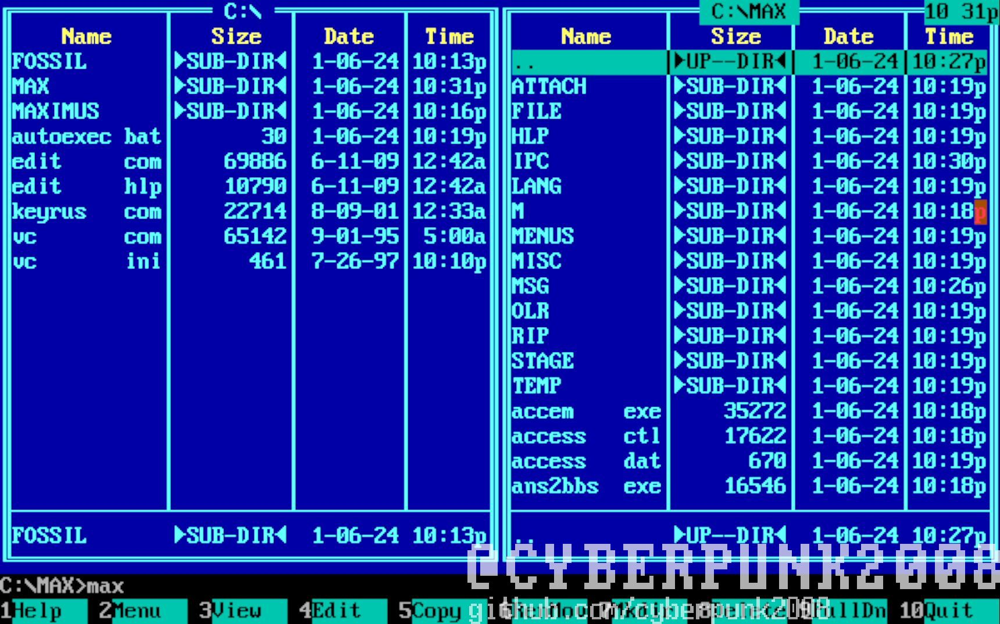 C:\
Name Size Date Time
FOSSIL ►SUB-DIR◄ 1-06-24 10:13p
MAX ►SUB-DIR◄ 1-06-24 10:31p
MAXIMUS ►SUB-DIR◄ 1-06-24 10:16p
autoexec bat 30 1-06-24 10:19p
edit com 69886 6-11-09 12:42a
edit hlp 10790 6-11-09 12:42a
keyrus com 22714 8-09-01 12:33a
vc com 65142 9-01-95 5:00a
vc ini 461 7-26-97 10:10p
FOSSIL ►SUB-DIR◄ 1-06-24 10:13p
C:\MAX 10 31p
Name Size Date Time
.. ►UP--DIR◄ 1-06-24 10:27p
ATTACH ►SUB-DIR◄ 1-06-24 10:19p
FILE ►SUB-DIR◄ 1-06-24 10:19p
HLP ►SUB-DIR◄ 1-06-24 10:19p
IPC ►SUB-DIR◄ 1-06-24 10:30p
LANG ►SUB-DIR◄ 1-06-24 10:19p
M ►SUB-DIR◄ 1-06-24 10:18p
MENUS ►SUB-DIR◄ 1-06-24 10:19p
MISC ►SUB-DIR◄ 1-06-24 10:19p
MSG ►SUB-DIR◄ 1-06-24 10:26p
OLR ►SUB-DIR◄ 1-06-24 10:19p
RIP ►SUB-DIR◄ 1-06-24 10:19p
STAGE ►SUB-DIR◄ 1-06-24 10:19p
TEMP ►SUB-DIR◄ 1-06-24 10:19p
accem exe 35272 1-06-24 10:18p
access ctl 17622 1-06-24 10:18p
access dat 670 1-06-24 10:19p
ans2bbs exe 16546 1-06-24 10:18p
.. ►UP--DIR◄ 1-06-24 10:27p
@CYBERPUNK2008
C:\MAX>max
github.com/cyberpunk2008
1Help 2Menu 3View 4Edit 5Copy 10Quit